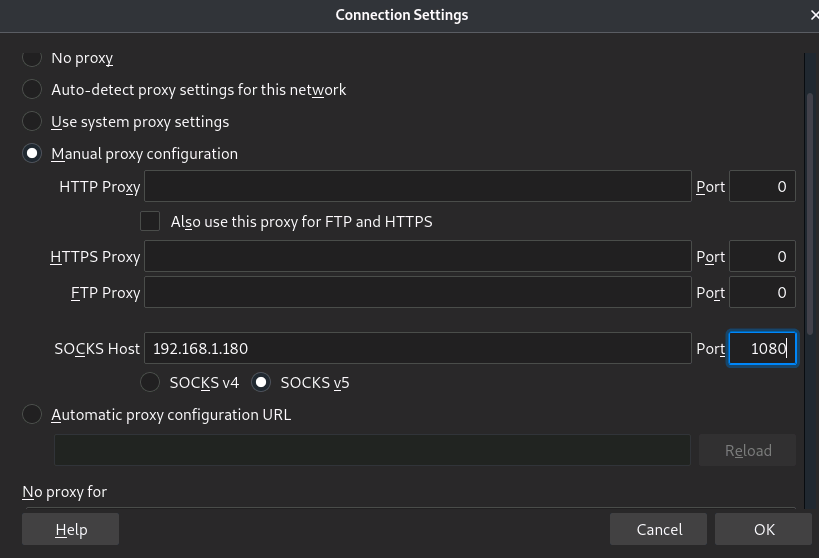 Connection Settings
No proxy
Auto-detect proxy settings for this network
Use system proxy settings
Manual proxy configuration
HTTP Proxy Port 0
Also use this proxy for FTP and HTTPS
HTTPS Proxy Port 0
FTP Proxy Port 0
SOCKS Host 192.168.1.180 Port 1080
SOCKS v4 SOCKS v5
Automatic proxy configuration URL
Reload
No proxy for
Help Cancel OK